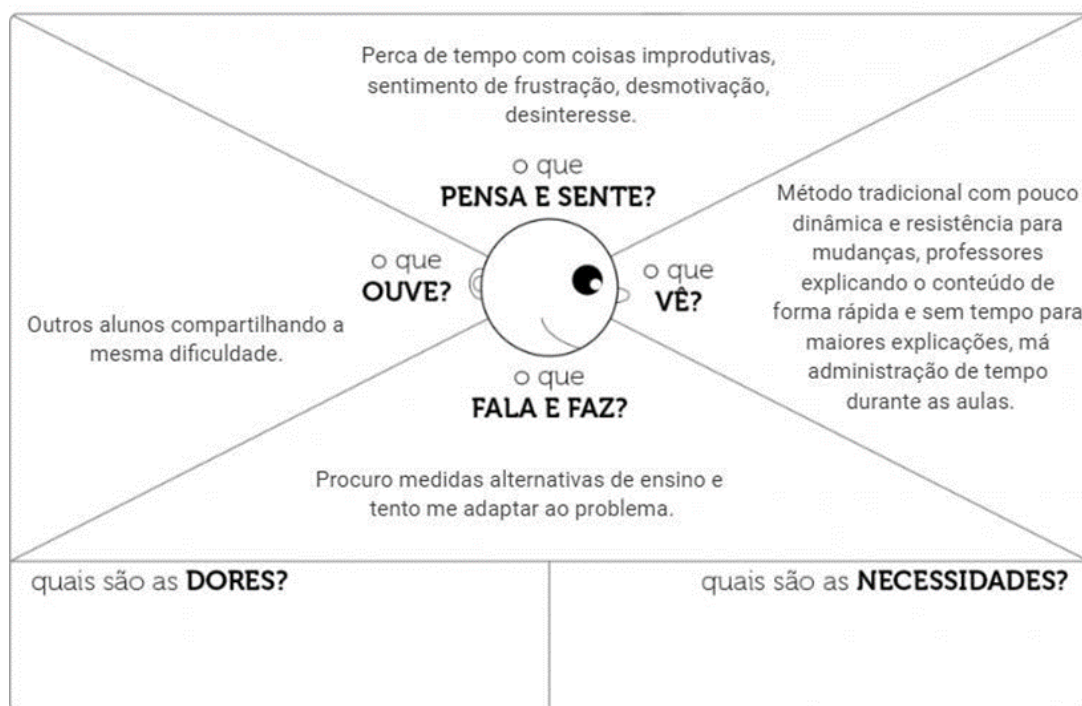 Perca de tempo com coisas improdutivas,
sentimento de frustração, desmotivação,
desinteresse.
o que
PENSA E SENTE?
Método tradicional com pouco
dinâmica e resistência para
mudanças, professores
explicando o conteúdo de
forma rápida e sem tempo para
maiores explicações, má
administração de tempo
durante as aulas.
o que
OUVE?
o que
VÊ?
Outros alunos compartilhando a
mesma dificuldade.
o que
FALA E FAZ?
Procuro medidas alternativas de ensino e
tento me adaptar ao problema.
quais são as DORES?
quais são as NECESSIDADES?